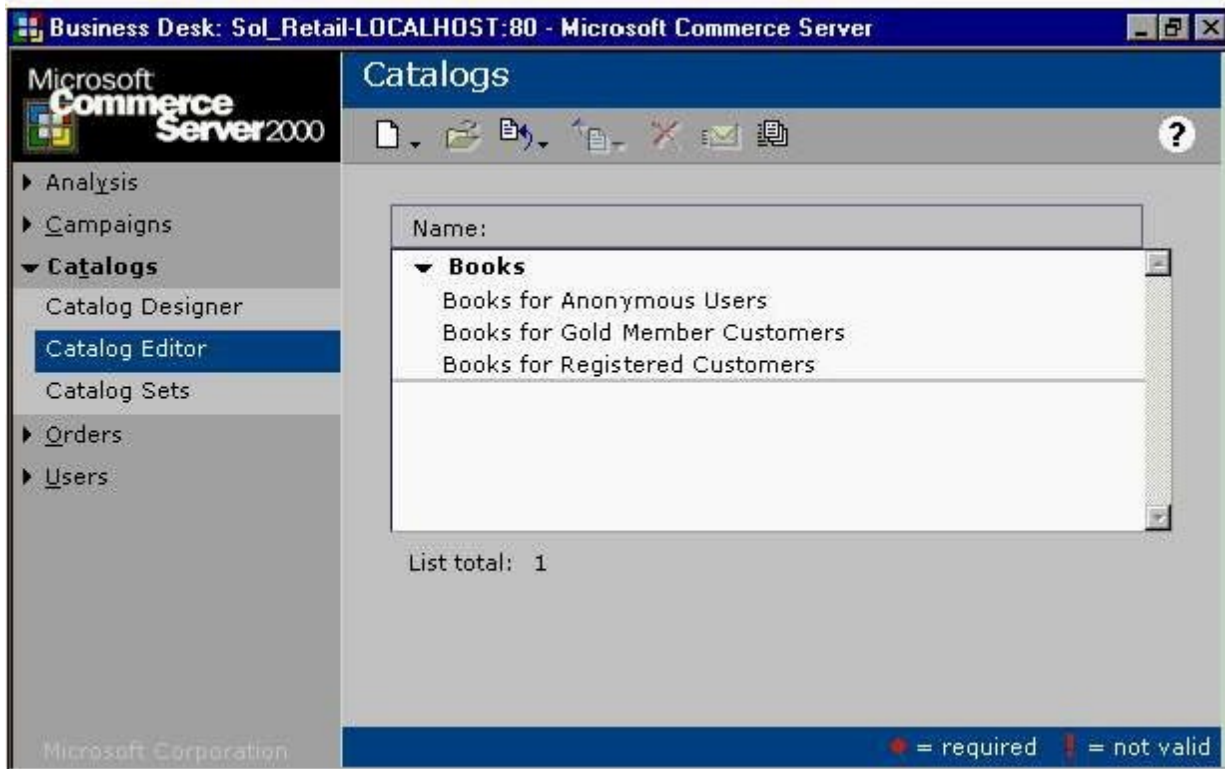 Business Desk: Sol_Retail-LOCALHOST:80 - Microsoft Commerce Server
Microsoft
Commerce
Server2000
Analysis
Campaigns
Catalogs
Catalog Designer
Catalog Editor
Catalog Sets
Orders
Users
Microsoft Corporation
Catalogs
?
Name:
Books
Books for Anonymous Users
Books for Gold Member Customers
Books for Registered Customers
List total: 1
= required ! = not valid